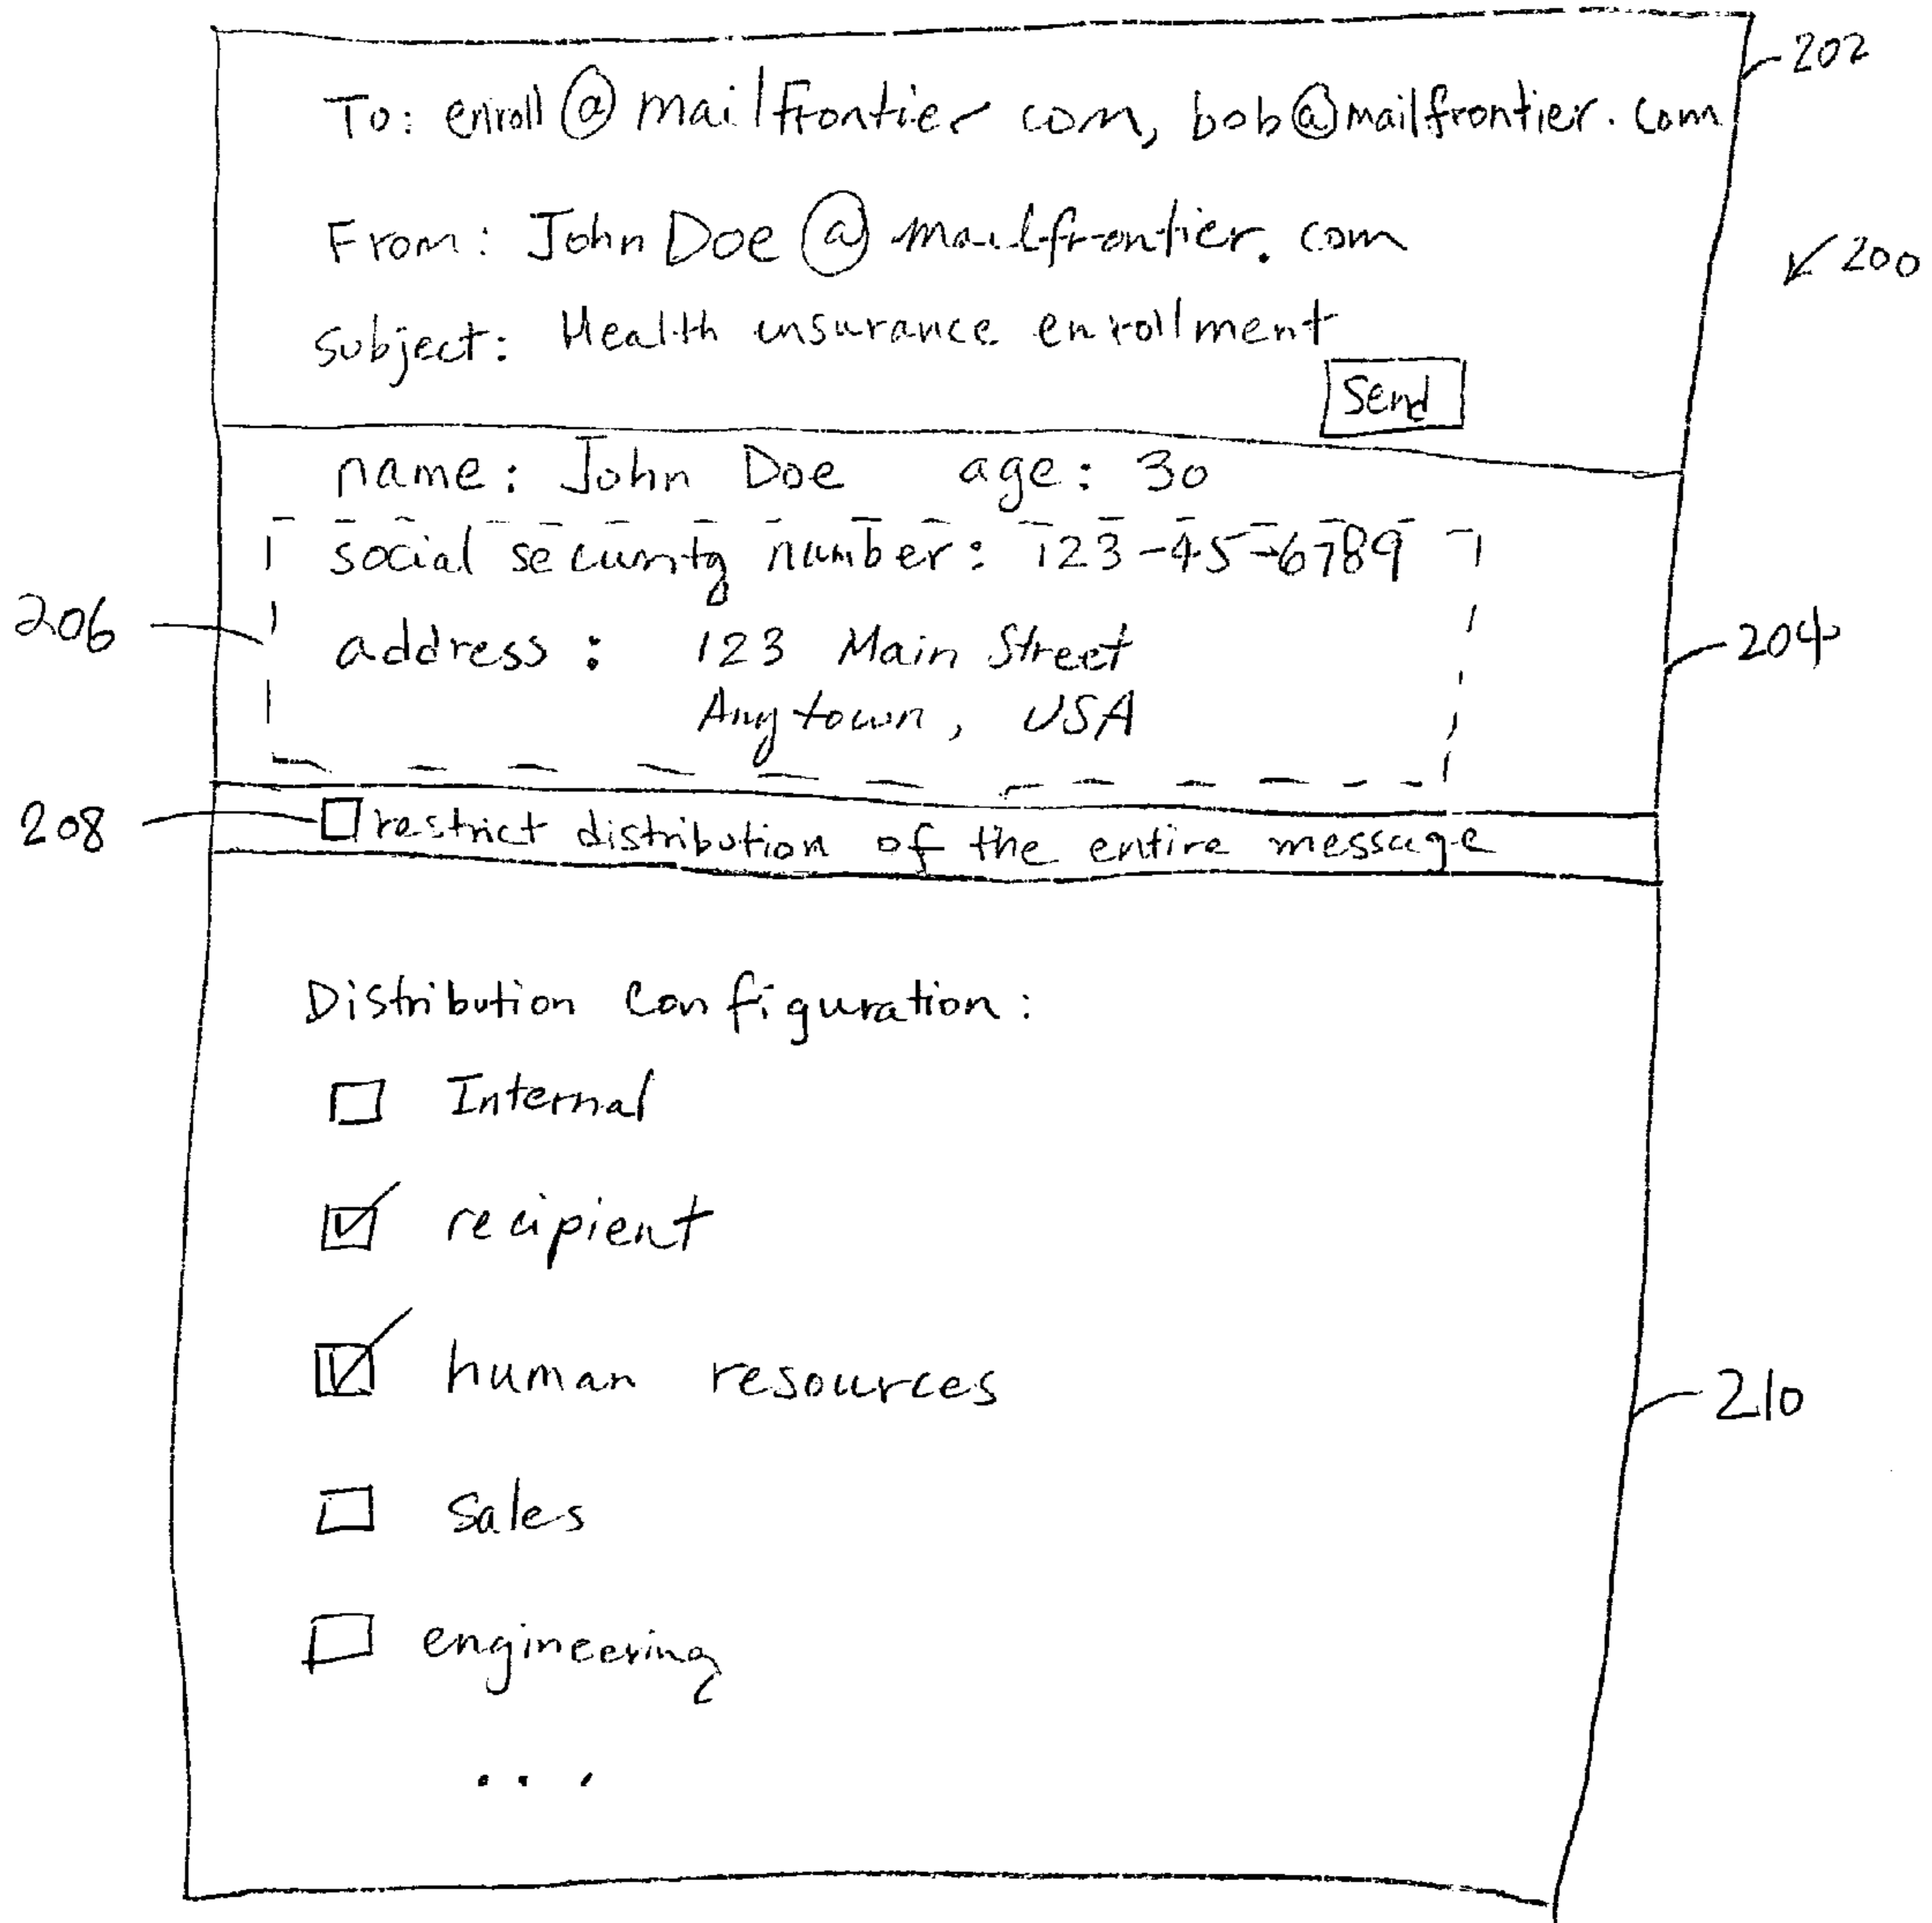 202
To: enroll@mailfrontier com, bob@mailfrontier.com
From: John Doe@mailfrontier.com
200
Subject: Health insurance enrollment
Send
name: John Doe age: 30
social security number: 123-45-6789
206
address: 123 Main Street
204
Anytown, USA
208
restrict distribution of the entire message
Distribution Configuration:
Internal
recipient
human resources
210
Sales
engineering
...